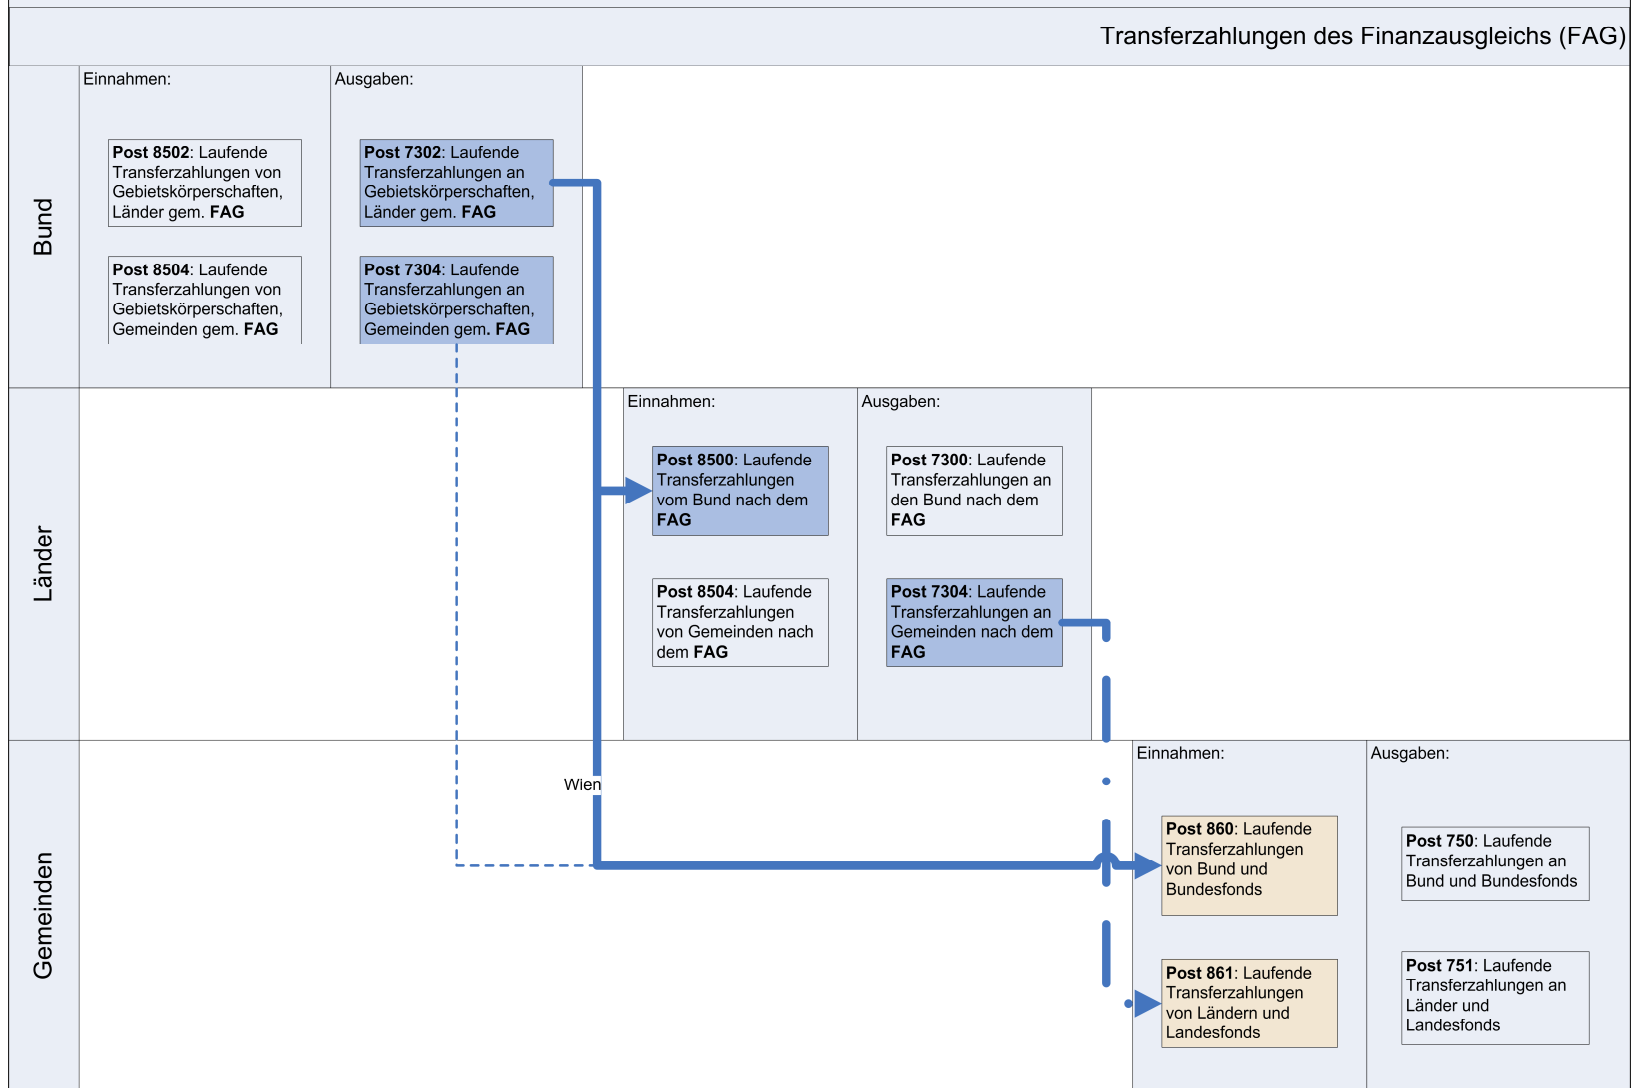 Transferzahlungen des Finanzausgleichs (FAG)
Bund
Einnahmen:
Post 8502: Laufende
Transferzahlungen von
Gebietskörperschaften,
Länder gem. FAG
Post 8504: Laufende
Transferzahlungen von
Gebietskörperschaften,
Gemeinden gem. FAG
Ausgaben:
Post 7302: Laufende
Transferzahlungen an
Gebietskörperschaften,
Länder gem. FAG
Post 7304: Laufende
Transferzahlungen an
Gebietskörperschaften,
Gemeinden gem. FAG
Länder
Einnahmen:
Post 8500: Laufende
Transferzahlungen
vom Bund nach dem
FAG
Post 8504: Laufende
Transferzahlungen
von Gemeinden nach
dem FAG
Ausgaben:
Post 7300: Laufende
Transferzahlungen an
den Bund nach dem
FAG
Post 7304: Laufende
Transferzahlungen an
Gemeinden nach dem
FAG
Gemeinden
Wien
Einnahmen:
Post 860: Laufende
Transferzahlungen
von Bund und
Bundesfonds
Post 861: Laufende
Transferzahlungen
von Ländern und
Landesfonds
Ausgaben:
Post 750: Laufende
Transferzahlungen an
Bund und Bundesfonds
Post 751: Laufende
Transferzahlungen an
Länder und
Landesfonds